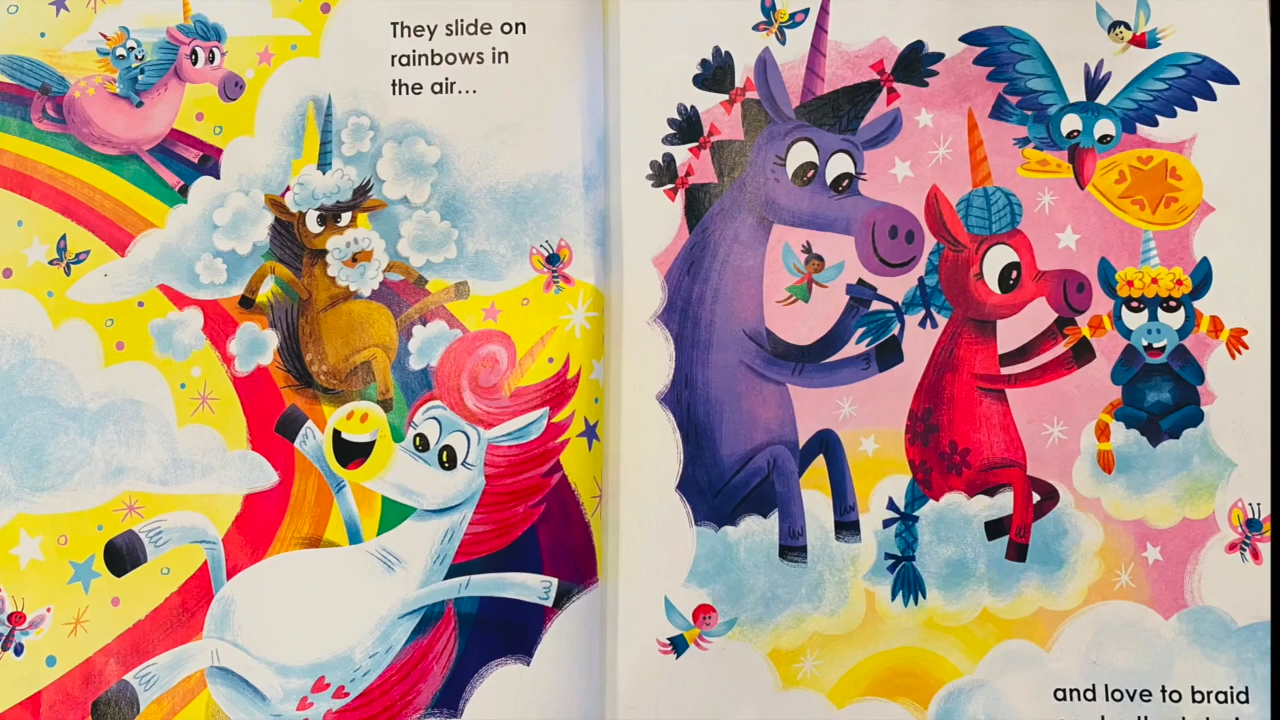 They slide on
rainbows in
the air...
and love to braid